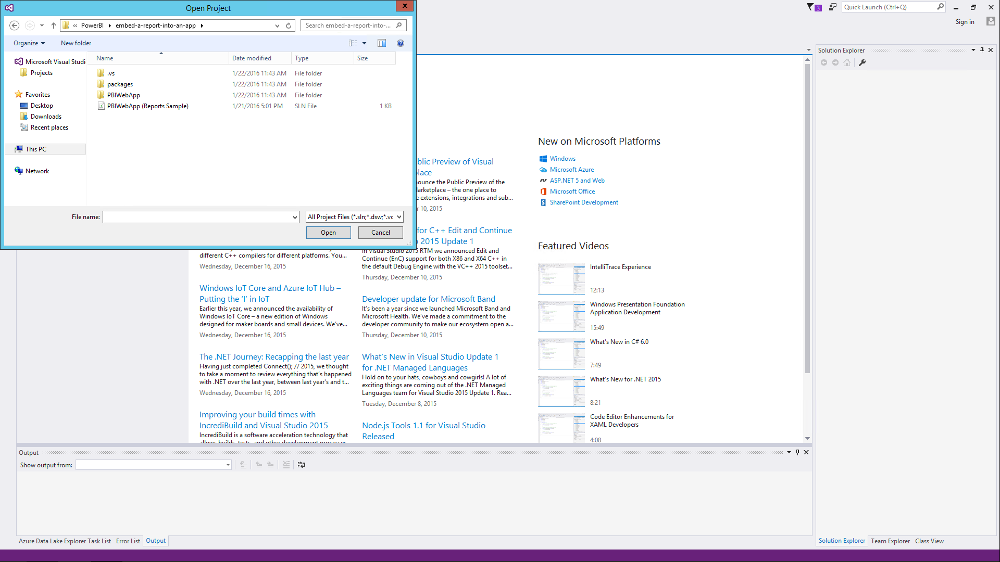 Open Project
x
3
Quick Launch (Ctrl+Q)
Sign in
« PowerBI embed-a-report-into-an-app
Search embed-a-report-into-...
Organize
New folder
Name
Date modified
Type
Size
Microsoft Visual Studi
Projects
Favorites
Desktop
Downloads
Recent places
This PC
Network
.vs 1/22/2016 11:43 AM File folder
packages 1/22/2016 11:43 AM File folder
PBIWebApp 1/22/2016 11:43 AM File folder
PBIWebApp (Reports Sample) 1/21/2016 5:01 PM SLN File 1 KB
File name:
All Project Files (*.sln;*.dsw;*.vc
Open
Cancel
different C++ compilers for different platforms. You...
Wednesday, December 16, 2015
Windows IoT Core and Azure IoT Hub –
Putting the ‘I’ in IoT
Earlier this year, we announced the availability of
Windows IoT Core – a new edition of Windows
designed for maker boards and small devices. We’ve...
Wednesday, December 16, 2015
The .NET Journey: Recapping the last year
Having just completed Connect(); // 2015, we thought
to take a moment to review everything that’s happened
with .NET over the last year, between last year’s and t...
Wednesday, December 16, 2015
Improving your build times with
IncrediBuild and Visual Studio 2015
IncrediBuild is a software acceleration technology that
allows builds, tests, and other development processes
blic Preview of Visual
lace
nounce the Public Preview of the
Marketplace – the one place to
e extensions, integrations and sub...
r 10, 2015
for C++ Edit and Continue
o 2015 Update 1
In Visual Studio 2015 RTM we announced Edit and
Continue (EnC) support for both X86 and X64 C++ in
the default Debug Engine with the VC++ 2015 toolset...
Thursday, December 10, 2015
Developer update for Microsoft Band
It’s been a year since we launched Microsoft Band and
Microsoft Health. We’ve made a commitment to the
developer community to make our ecosystem open a...
Thursday, December 10, 2015
What’s New in Visual Studio Update 1
for .NET Managed Languages
Hold on to your hats, cowboys and cowgirls! A lot of
exciting things are coming out of the .NET Managed
Languages team for Visual Studio 2015 Update 1. Rea...
Tuesday, December 8, 2015
Node.js Tools 1.1 for Visual Studio
Released
New on Microsoft Platforms
Windows
Microsoft Azure
ASP.NET 5 and Web
Microsoft Office
SharePoint Development
Featured Videos
IntelliTrace Experience
12:13
Windows Presentation Foundation
Application Development
15:49
What's New in C# 6.0
7:49
What's New for .NET 2015
8:21
Code Editor Enhancements for
XAML Developers
4:08
Solution Explorer
Output
Show output from:
Azure Data Lake Explorer Task List Error List Output
Solution Explorer Team Explorer Class View